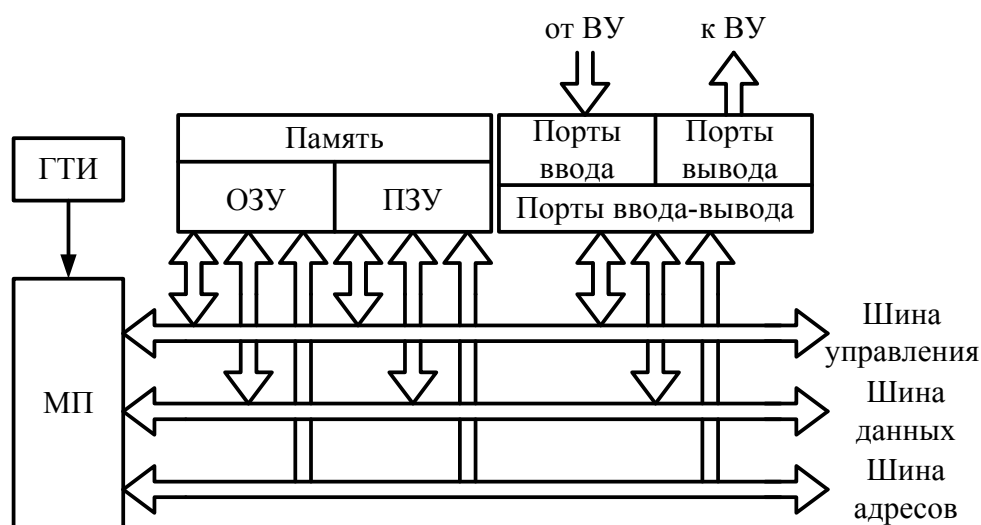 от ВУ
к ВУ
Память
Порты
ввода
Порты
вывода
ГТИ
ОЗУ
ПЗУ
Порты ввода-вывода
МП
Шина
управления
Шина
данных
Шина
адресов